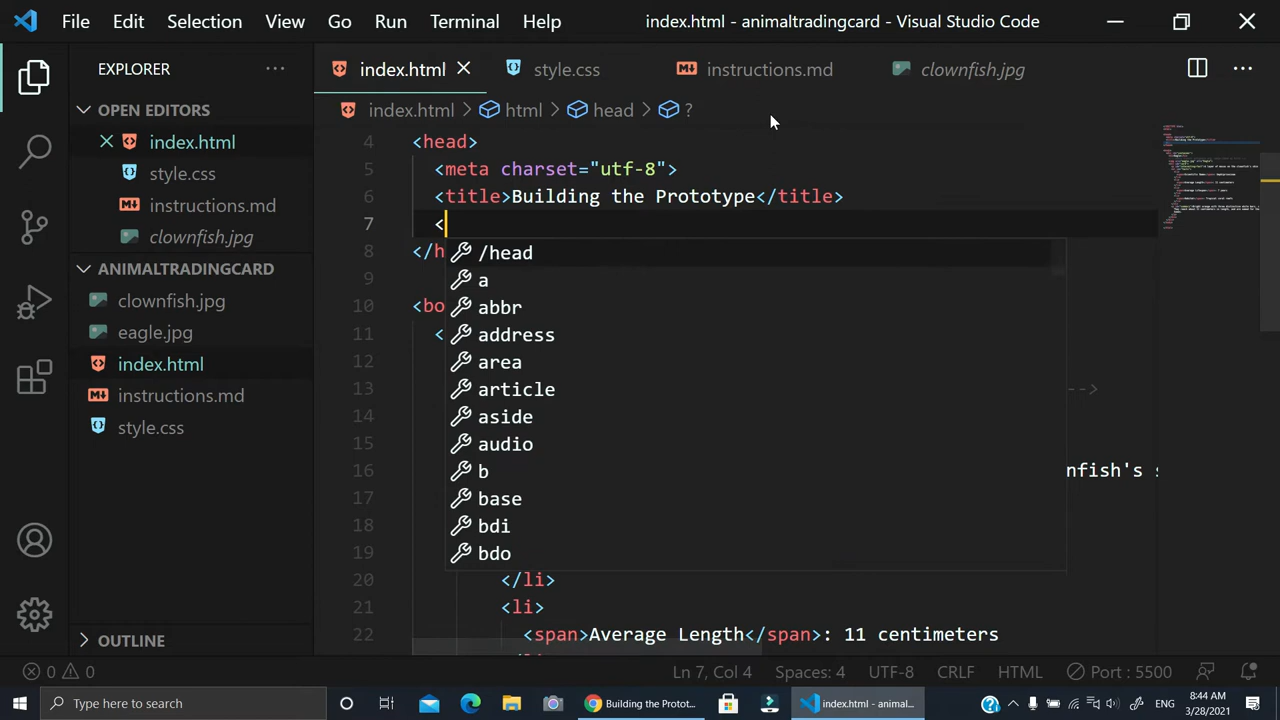 File Edit Selection View Go Run Terminal Help index.html - animaltradingcard - Visual Studio Code
EXPLORER
OPEN EDITORS
index.html
style.css
instructions.md
clownfish.jpg
ANIMALTRADINGCARD
clownfish.jpg
eagle.jpg
index.html
instructions.md
style.css
OUTLINE
index.html style.css instructions.md clownfish.jpg
index.html > html > head > ?
4 <head>
5 <meta charset="utf-8">
6 <title>Building the Prototype</title>
7 <
8 </h
9
10 <bo
11 <
12
13 -->
14
15
16 nfish's s
17
18
19
20 </li>
21 <li>
22 <span>Average Length</span>: 11 centimeters
/head
a
abbr
address
area
article
aside
audio
b
base
bdi
bdo
0 0 Ln 7, Col 4 Spaces: 4 UTF-8 CRLF HTML Port : 5500
Type here to search Building the Protot... index.html - animal... ENG 8:44 AM
3/28/2021